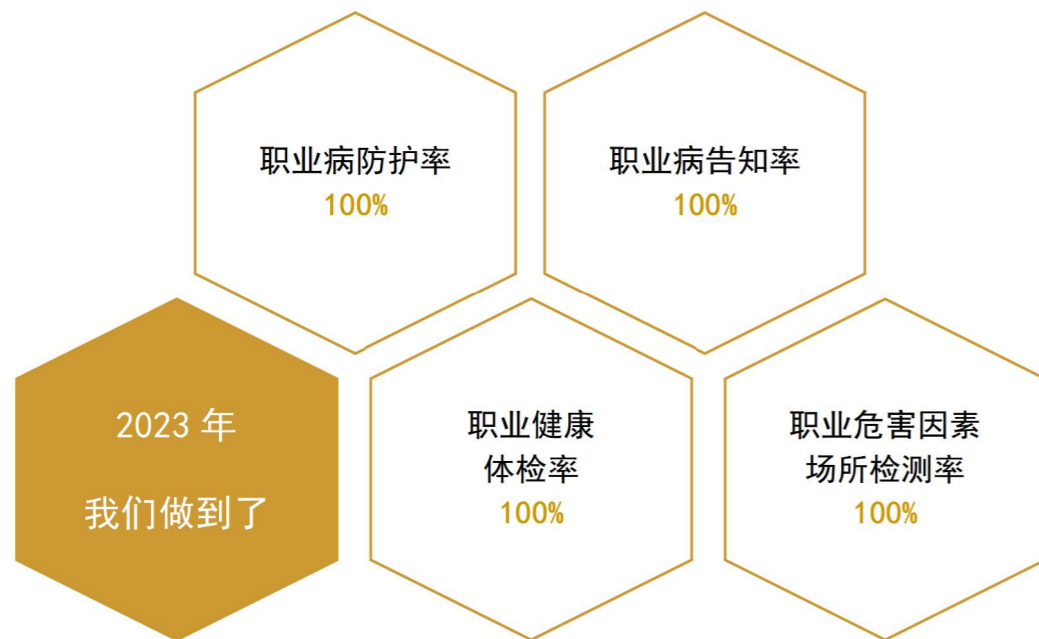 职业病防护率
100%
职业病告知率
100%
2023 年
我们做到了
职业健康
体检率
100%
职业危害因素
场所检测率
100%